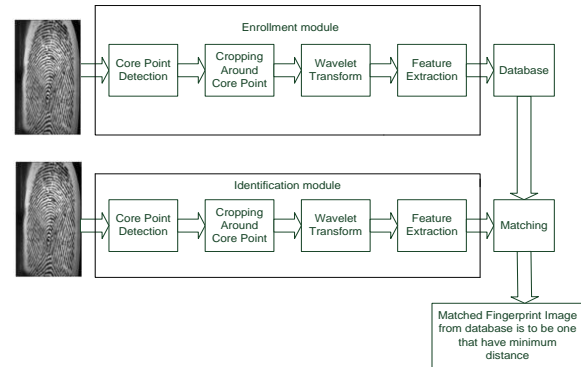 Enrollment module
Core Point
Detection
Cropping
Around
Core Point
Wavelet
Transform
Feature
Extraction
Database
Identification module
Core Point
Detection
Cropping
Around
Core Point
Wavelet
Transform
Feature
Extraction
Matching
Matched Fingerprint Image
from database is to be one
that have minimum
distance